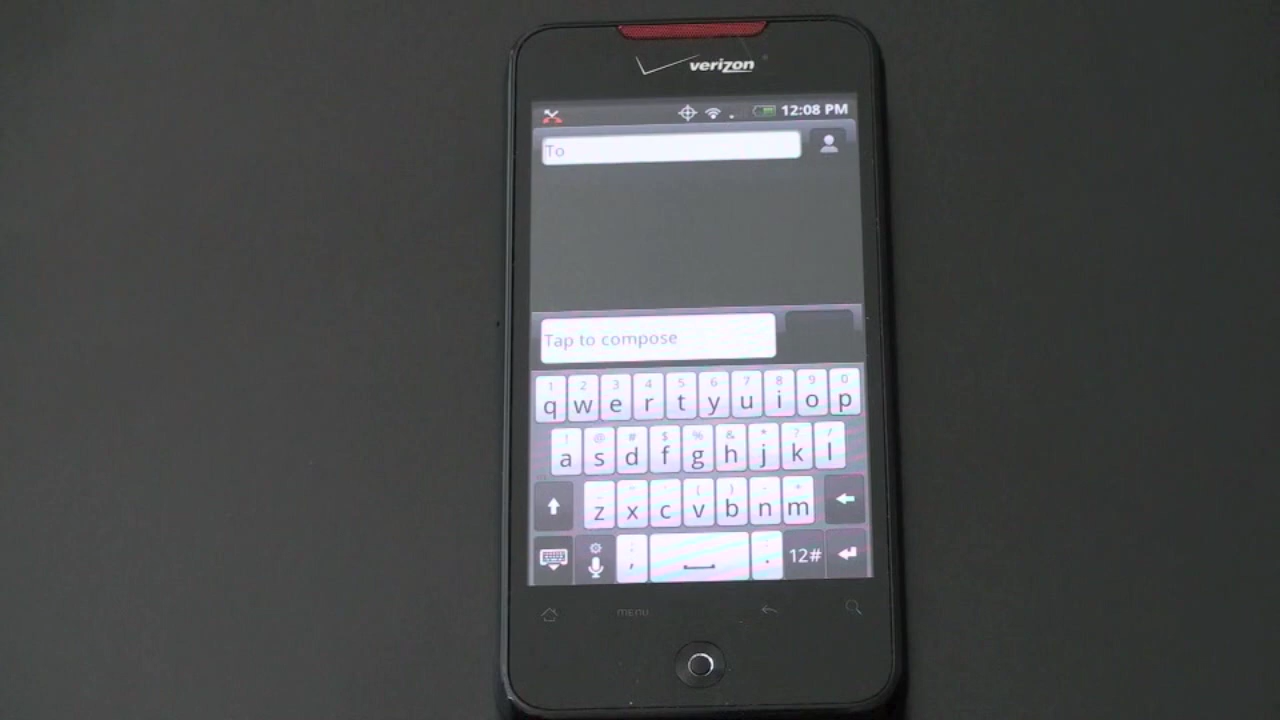 verizon
12:08 PM
To
Tap to compose
1 2 3 4 5 6 7 8 9 0
q w e r t y u i o p
! @ # $ % & * ? /
a s d f g h j k l
z x c v b n m
, . 12#
MENU